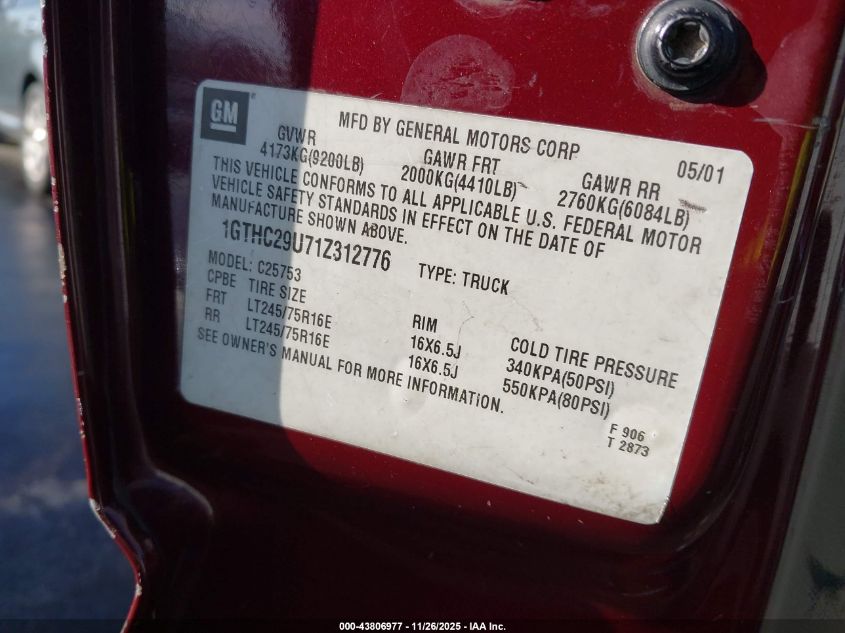 GM
MFD BY GENERAL MOTORS CORP 05/01
GVWR GAWR FRT GAWR RR
4173KG(9200LB) 2000KG(4410LB) 2760KG(6084LB)
THIS VEHICLE CONFORMS TO ALL APPLICABLE U.S. FEDERAL MOTOR
VEHICLE SAFETY STANDARDS IN EFFECT ON THE DATE OF
MANUFACTURE SHOWN ABOVE.
1GTHC29U71Z312776 TYPE: TRUCK
MODEL: C25753
CPBE TIRE SIZE RIM COLD TIRE PRESSURE
FRT LT245/75R16E 16X6.5J 340KPA(50PSI)
RR LT245/75R16E 16X6.5J 550KPA(80PSI)
SEE OWNER'S MANUAL FOR MORE INFORMATION.
F 906
T 2873
000-43806977 - 11/26/2025 - IAA Inc.